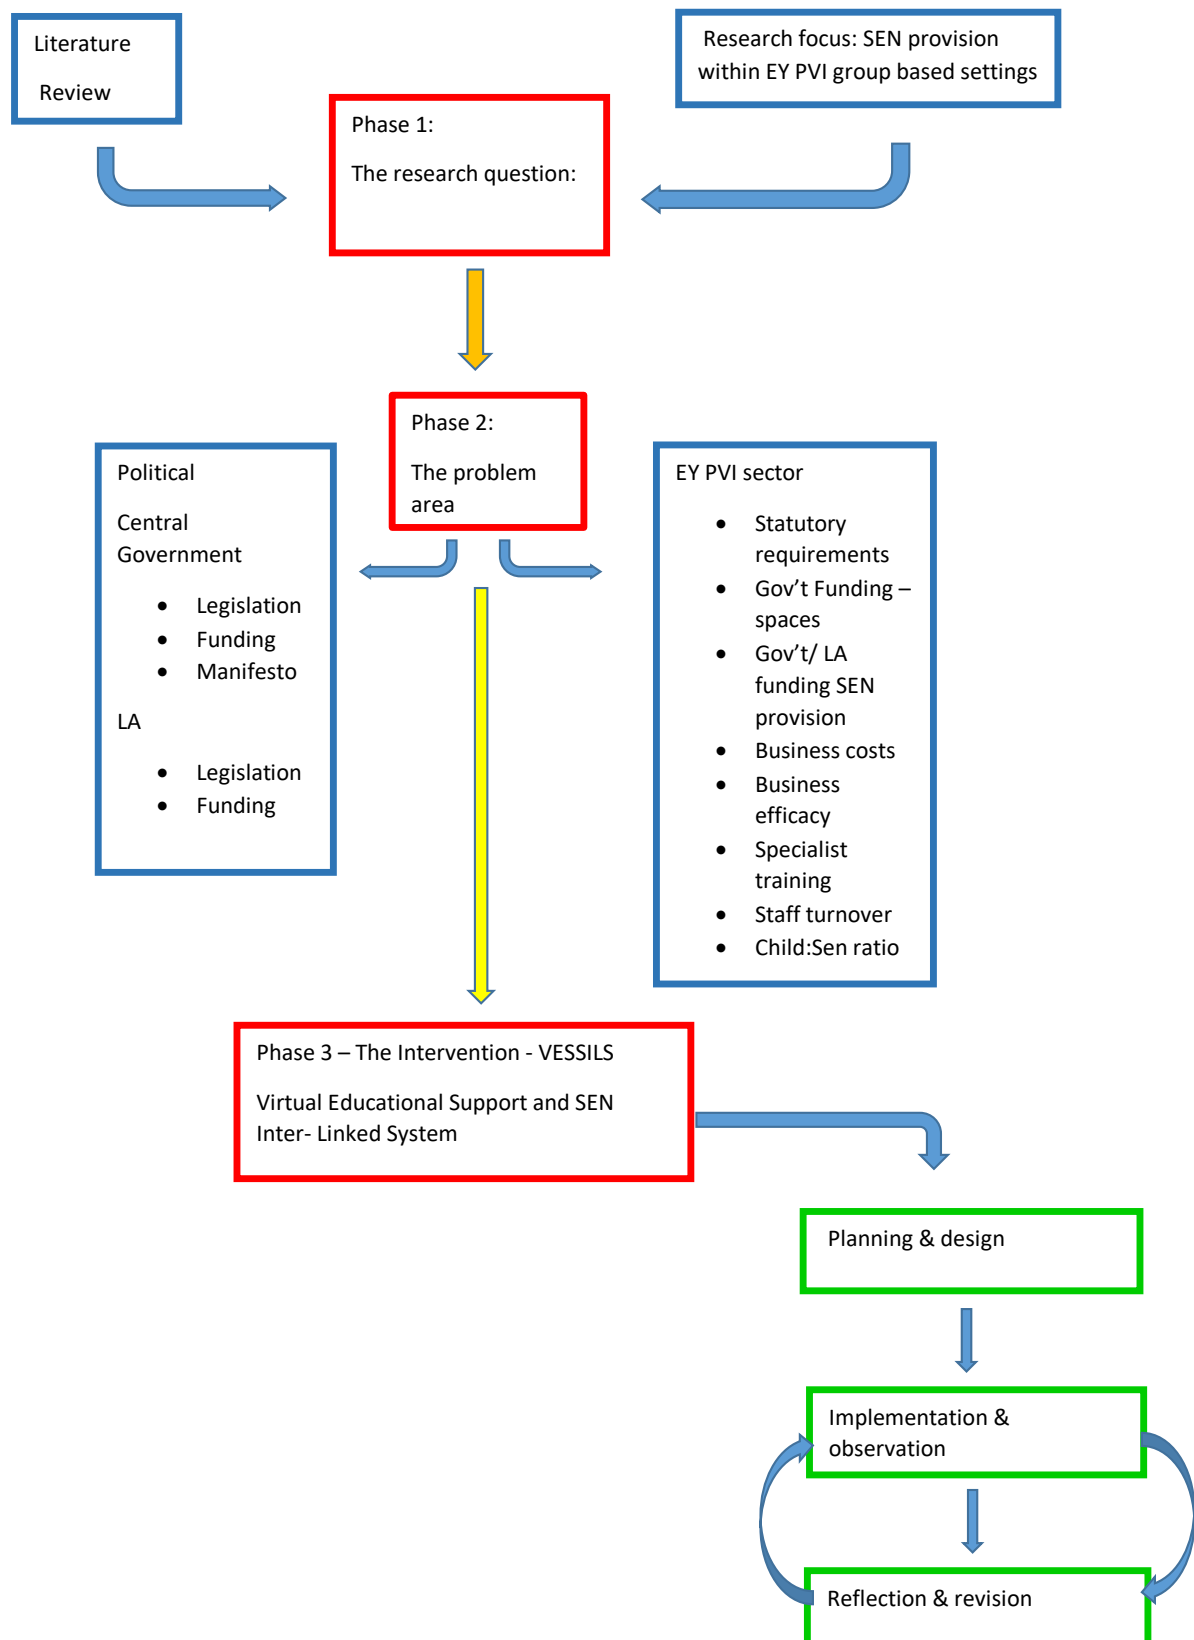 Literature
Review
Research focus: SEN provision
within EY PVI group based settings
Phase 1:
The research question:
Phase 2:
The problem
area
Political
Central
Government
• Legislation
• Funding
• Manifesto
LA
• Legislation
• Funding
EY PVI sector
• Statutory
requirements
• Gov’t Funding –
spaces
• Gov’t/ LA
funding SEN
provision
• Business costs
• Business
efficacy
• Specialist
training
• Staff turnover
• Child:Sen ratio
Phase 3 – The Intervention - VESSILS
Virtual Educational Support and SEN
Inter- Linked System
Planning & design
Implementation &
observation
Reflection & revision